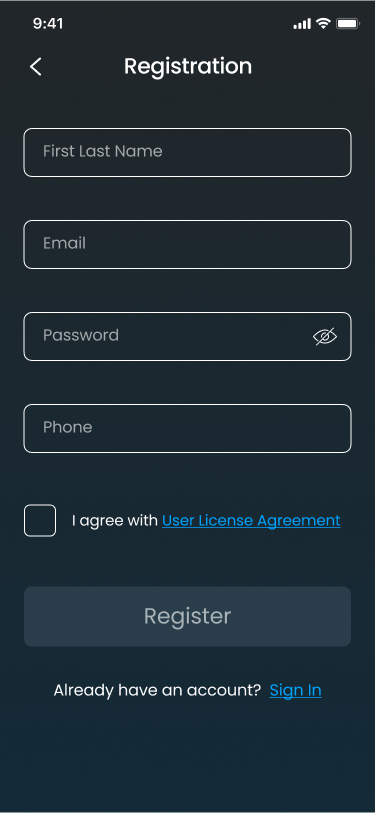 9:41
Registration
First Last Name
Email
Password
Phone
I agree with User License Agreement
Register
Already have an account? Sign In